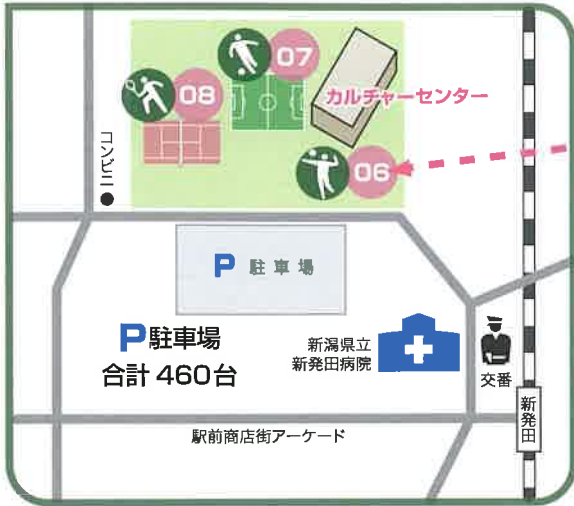 07
08
カルチャーセンター
コンビニ
06
P 駐車場
P駐車場
合計 460台
新潟県立
新発田病院
交番
新発田
駅前商店街アーケード